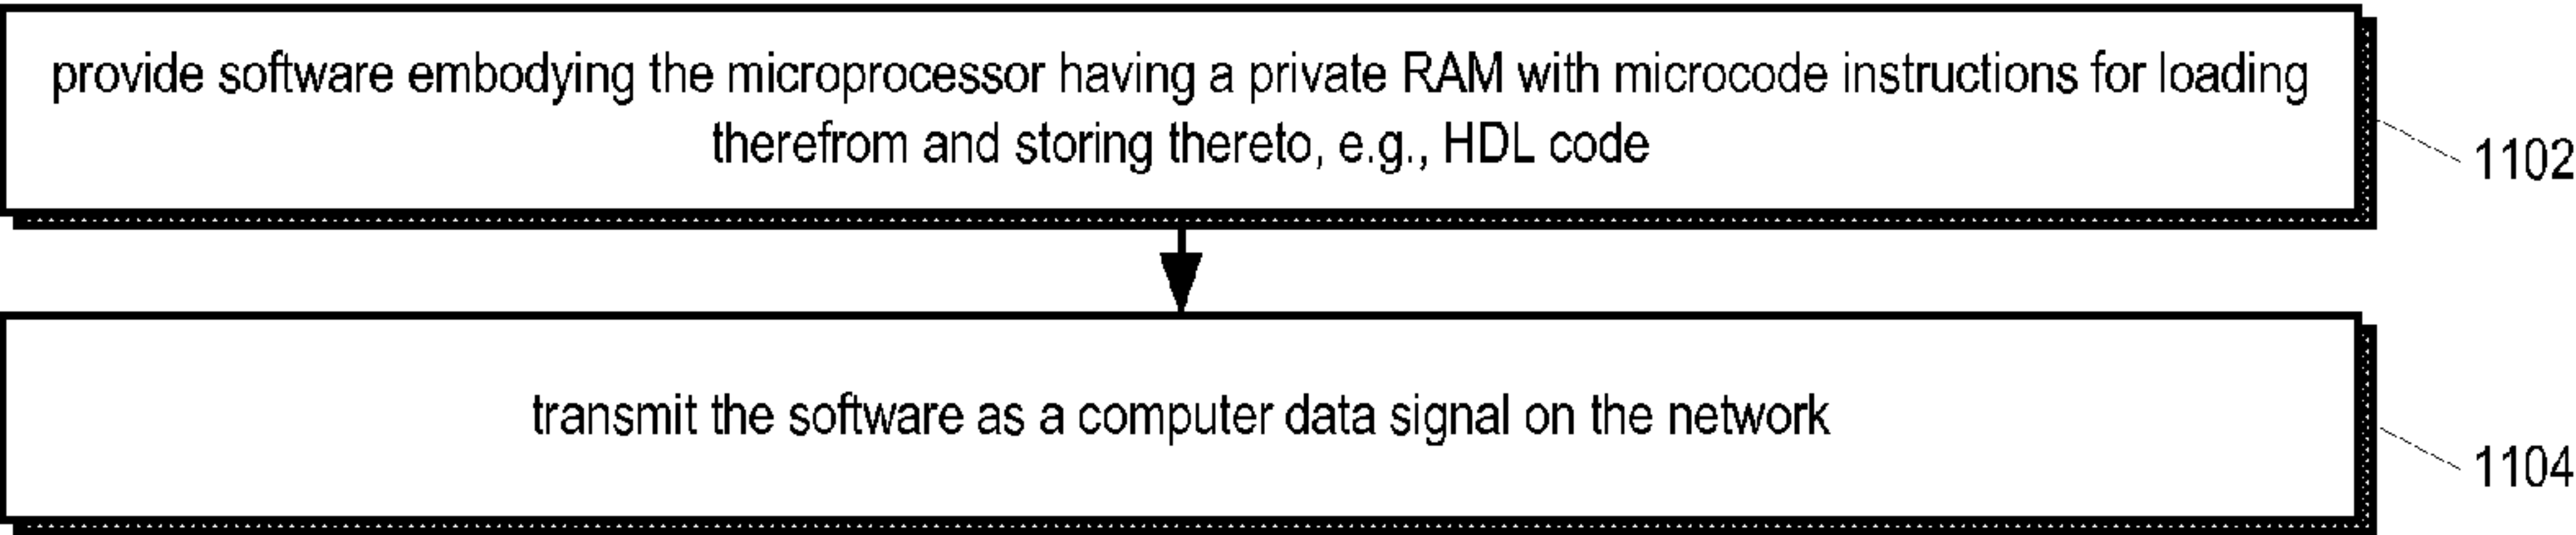 provide software embodying the microprocessor having a private RAM with microcode instructions for loading
therefrom and storing thereto, e.g., HDL code
1102
transmit the software as a computer data signal on the network
1104